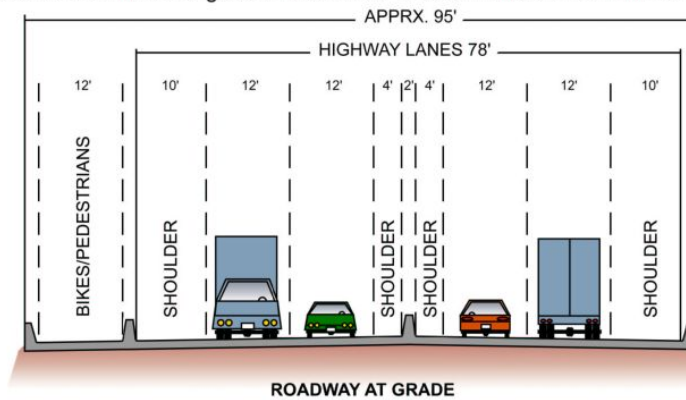 APPRX. 95'
HIGHWAY LANES 78'
12' 10' 12' 12' 4' 2' 4' 12' 12' 10'
BIKES/PEDESTRIANS
SHOULDER
SHOULDER
SHOULDER
SHOULDER
ROADWAY AT GRADE